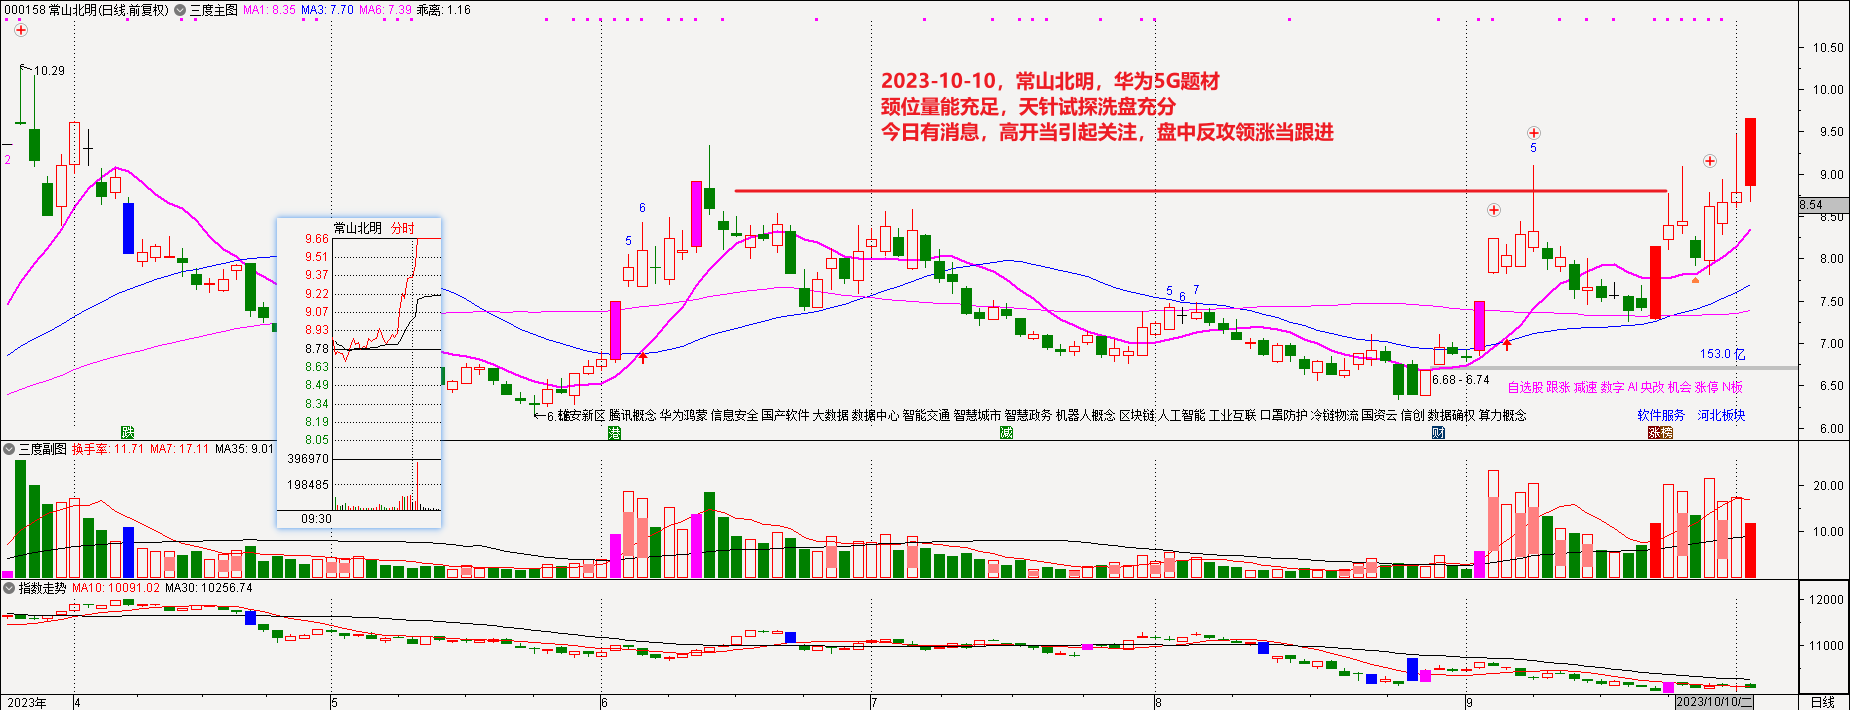 000158 常山北明(日线.前复权) 三度主图 MA1: 8.35 MA3: 7.70 MA6: 7.39 乖离: 1.16
10.29
2
2023-10-10，常山北明，华为5G题材
颈位量能充足，天针试探洗盘充分
今日有消息，高开当引起关注，盘中反攻领涨当跟进
10.50
10.00
9.50
9.00
8.54
8.50
8.00
7.50
7.00
6.50
6.00
5
6
5
6
7
5
常山北明 分时
9.66
9.51
9.37
9.22
9.07
8.93
8.78
8.63
8.49
8.34
8.19
8.05
396970
198485
09:30
153.0 亿
6.68 - 6.74
自选股 跟涨 减速 数字 AI 央改 机会 涨停 N板
←6.
雄安新区 腾讯概念 华为鸿蒙 信息安全 国产软件 大数据 数据中心 智能交通 智慧城市 智慧政务 机器人概念 区块链 人工智能 工业互联 口罩防护 冷链物流 国资云 信创 数据确权 算力概念
软件服务 河北板块
跌 港 减 财 涨榜
三度副图 换手率: 11.71 MA7: 17.11 MA35: 9.01
20.00
10.00
指数走势 MA10: 10091.02 MA30: 10256.74
12000
11000
2023年 4 5 6 7 8 9 2023/10/10/二 日线